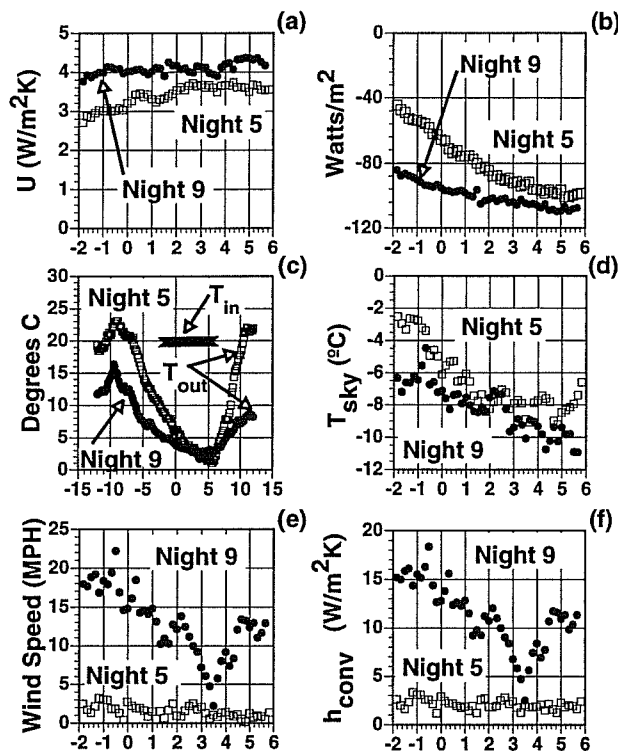 (a)
U (W/m²K)
5
4
3
2
1
0
Night 5
Night 9
-2 -1 0 1 2 3 4 5 6
(b)
Watts/m²
0
-40
-80
-120
Night 9
Night 5
-2 -1 0 1 2 3 4 5 6
(c)
Degrees C
30
25
20
15
10
5
0
Night 5
T_in
T_out
Night 9
-15 -10 -5 0 5 10 15
(d)
T_sky (ºC)
0
-2
-4
-6
-8
-10
-12
Night 5
Night 9
-2 -1 0 1 2 3 4 5 6
(e)
Wind Speed (MPH)
25
20
15
10
5
0
Night 9
Night 5
-2 -1 0 1 2 3 4 5 6
(f)
h_conv (W/m²K)
20
15
10
5
0
Night 9
Night 5
-2 -1 0 1 2 3 4 5 6